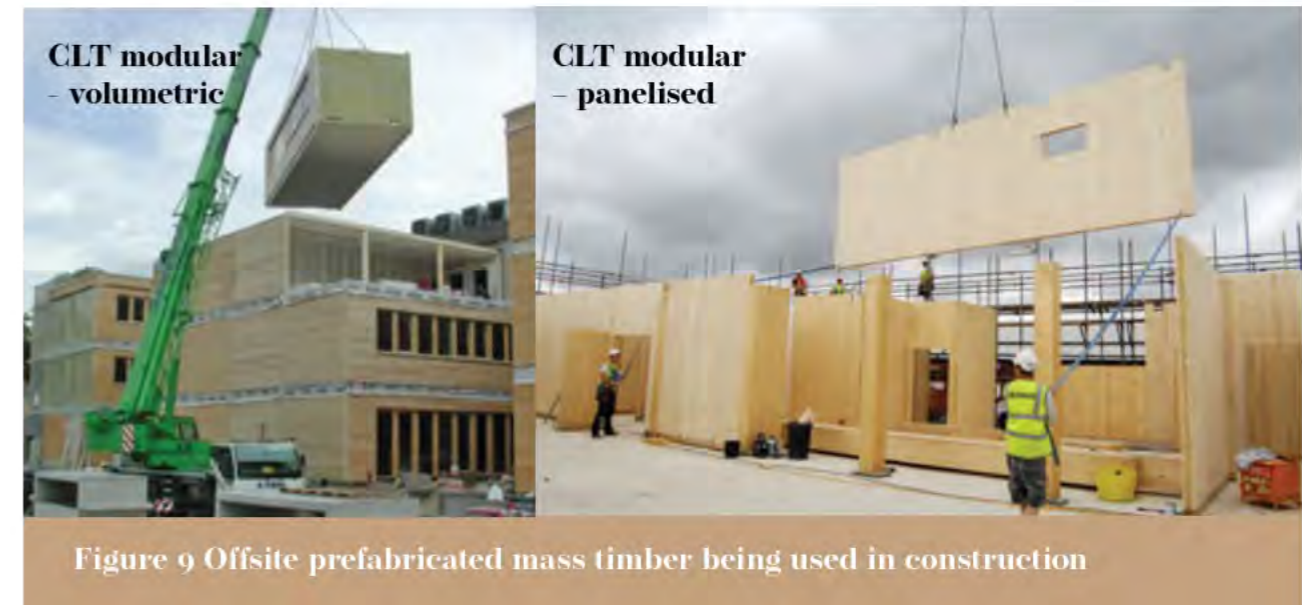 CLT modular
- volumetric
CLT modular
– panelised
Figure 9 Offsite prefabricated mass timber being used in construction